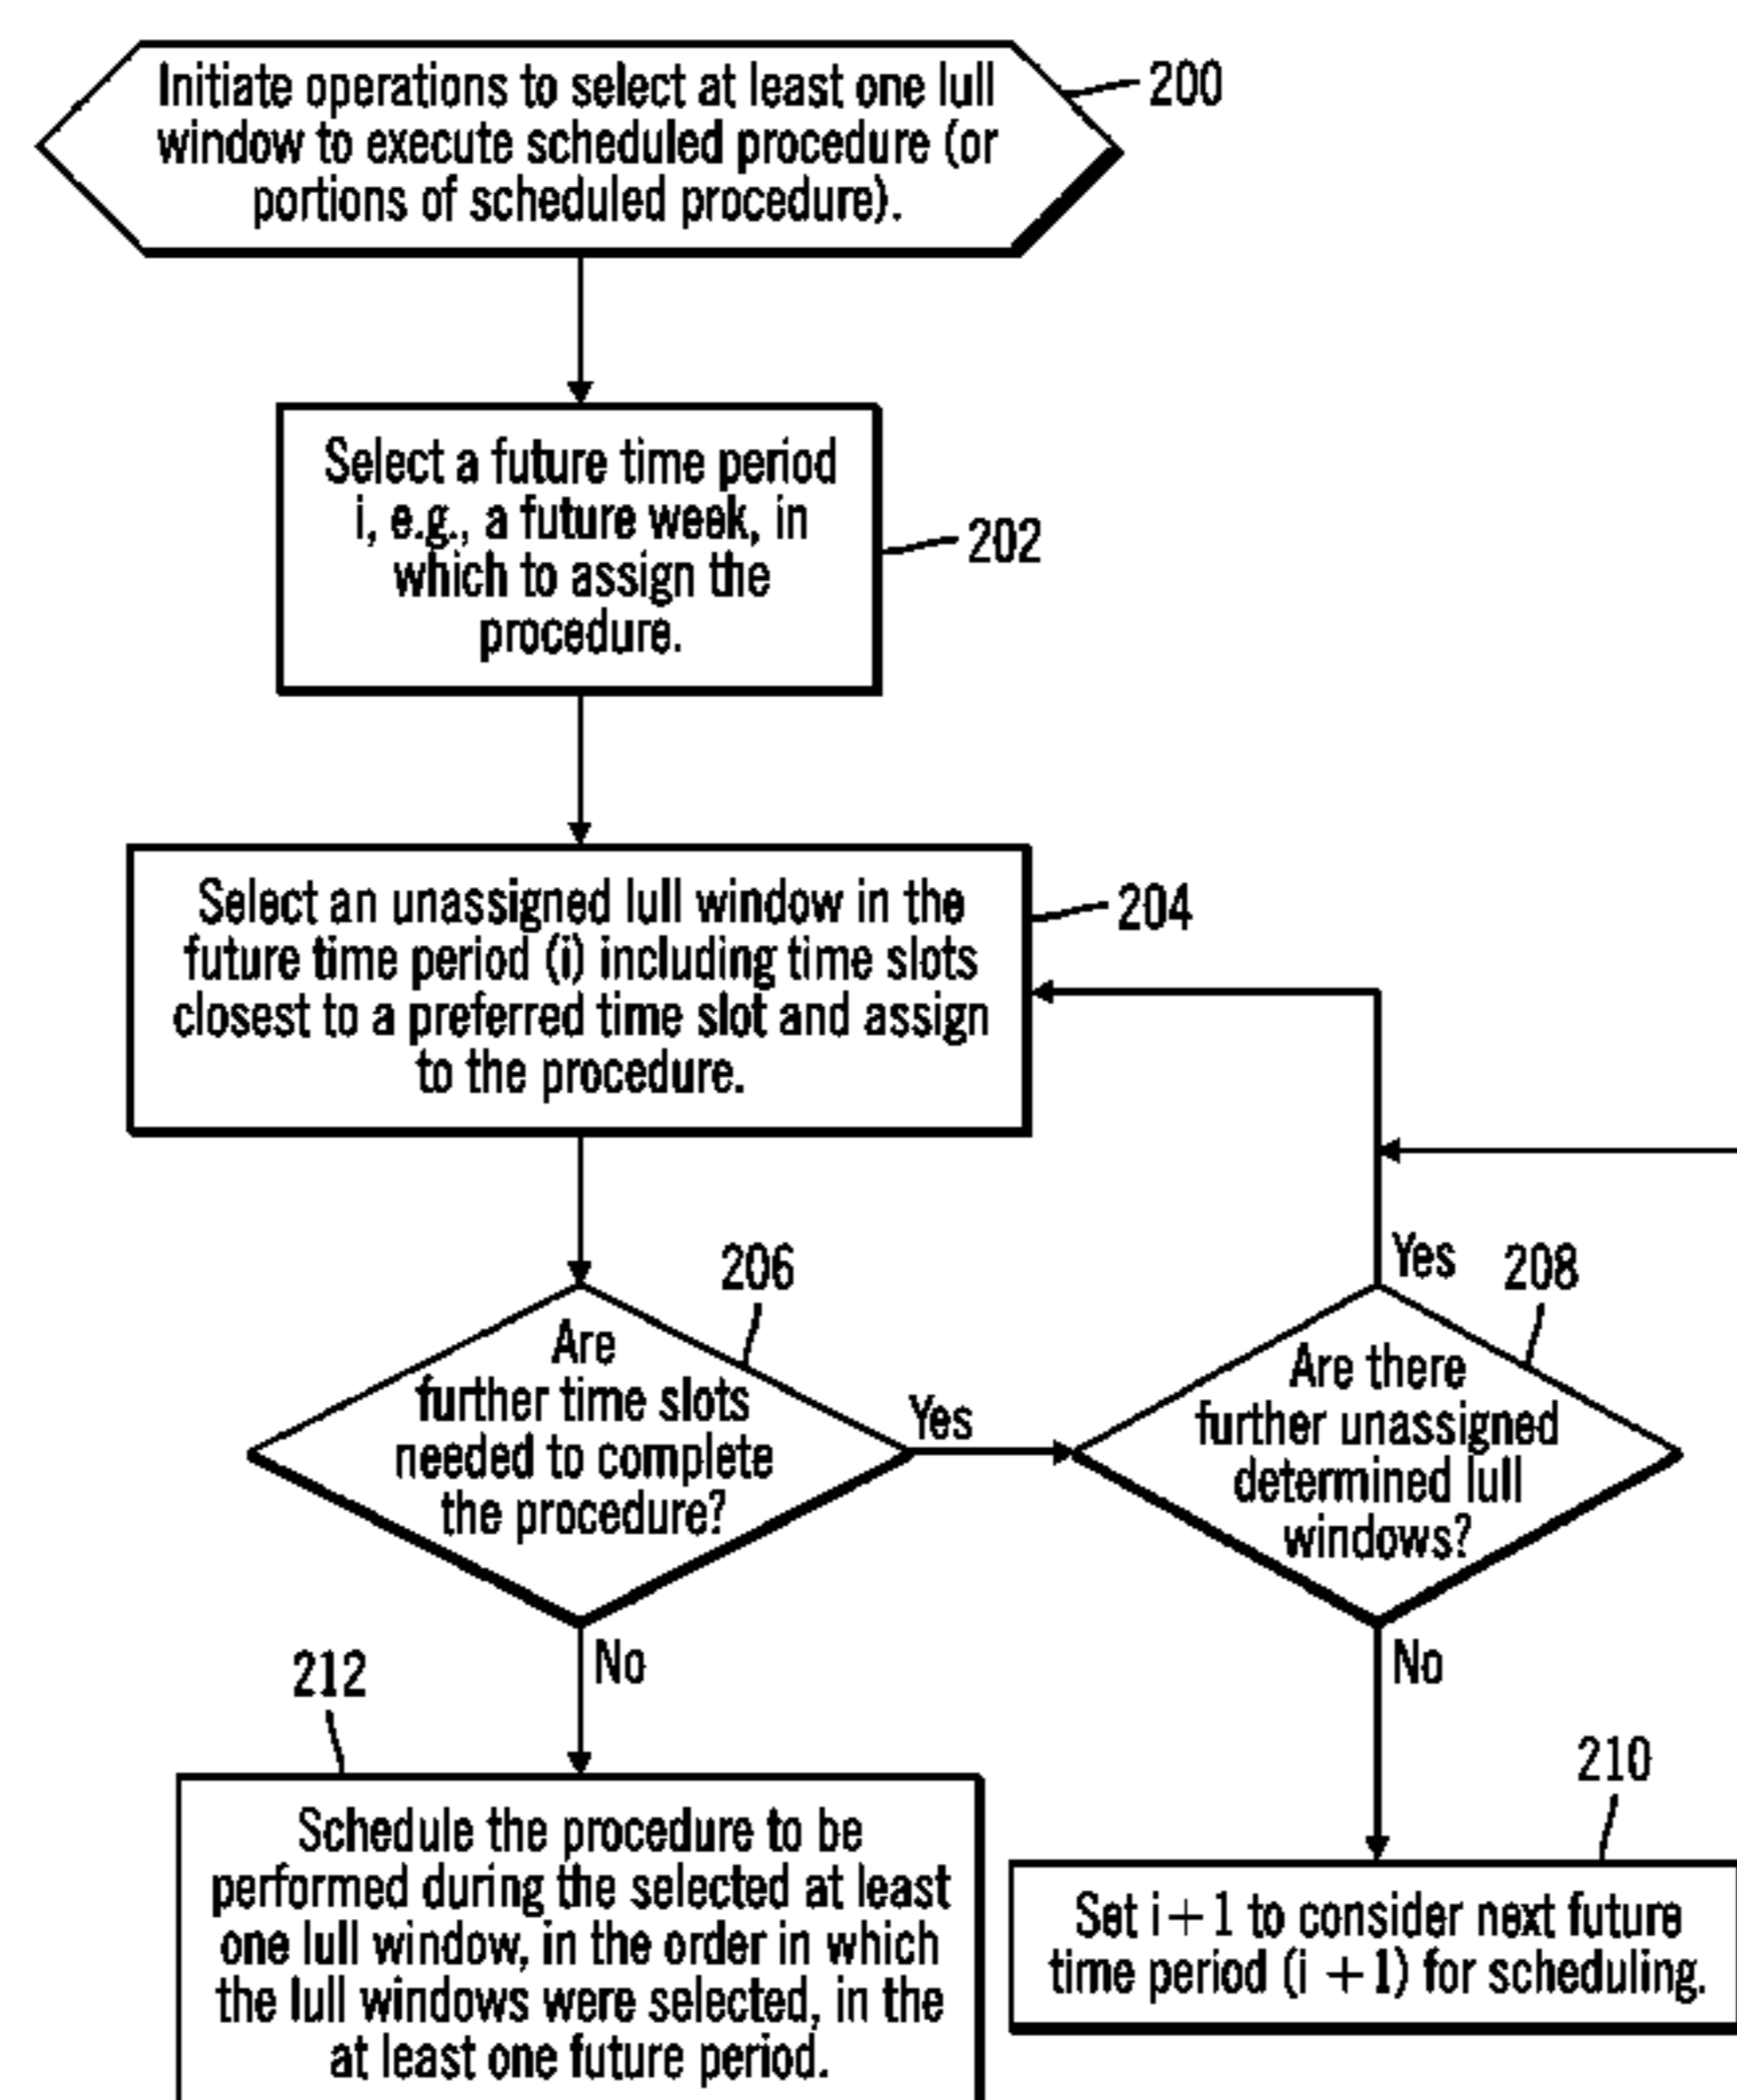 Initiate operations to select at least one lull
window to execute scheduled procedure (or
portions of scheduled procedure).
200
Select a future time period
i, e.g., a future week, in
which to assign the
procedure.
202
Select an unassigned lull window in the
future time period (i) including time slots
closest to a preferred time slot and assign
to the procedure.
204
206
Are
further time slots
needed to complete
the procedure?
Yes
No
208
Are there
further unassigned
determined lull
windows?
Yes
No
212
Schedule the procedure to be
performed during the selected at least
one lull window, in the order in which
the lull windows were selected, in the
at least one future period.
210
Set i+1 to consider next future
time period (i +1) for scheduling.